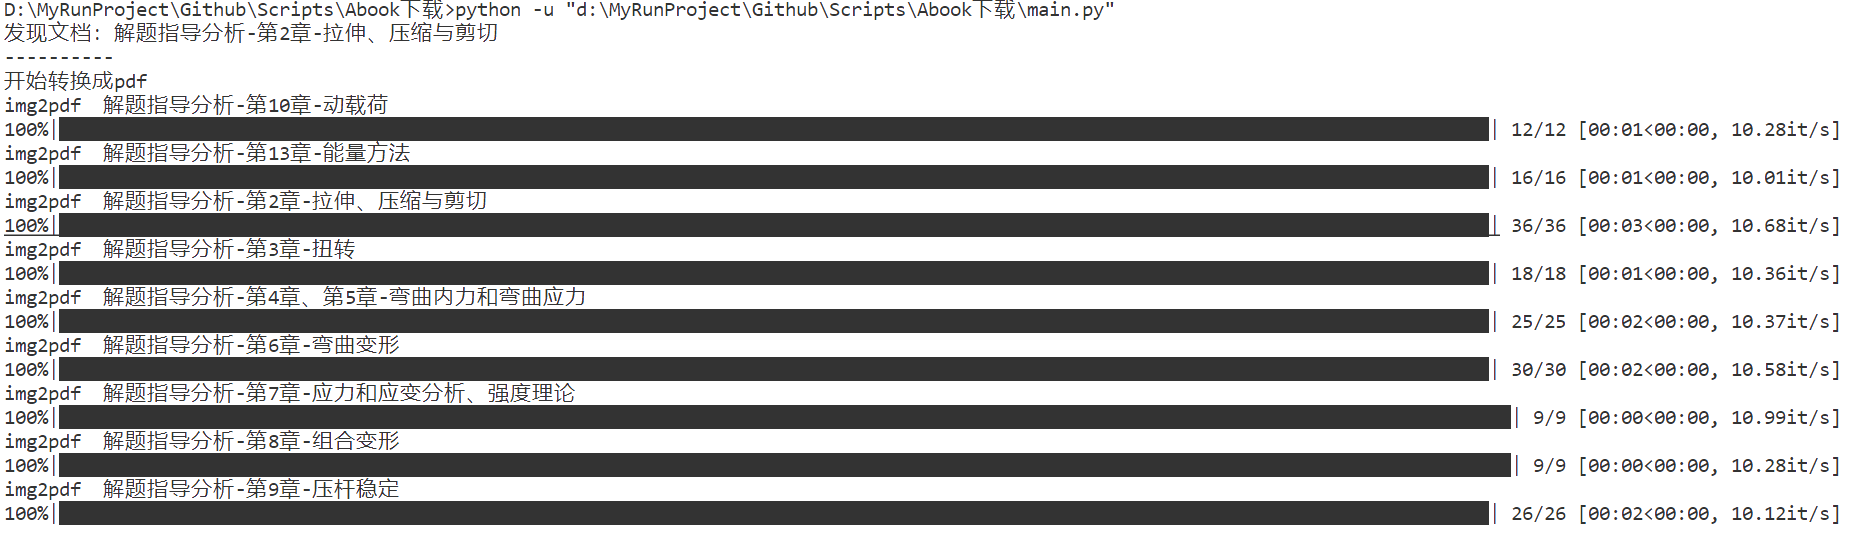 D:\MyRunProject\Github\Scripts\Abook下载>python -u "d:\MyRunProject\Github\Scripts\Abook下载\main.py"
发现文档: 解题指导分析-第2章-拉伸、压缩与剪切
----------
开始转换成pdf
img2pdf  解题指导分析-第10章-动载荷
100%| | 12/12 [00:01<00:00, 10.28it/s]
img2pdf  解题指导分析-第13章-能量方法
100%| | 16/16 [00:01<00:00, 10.01it/s]
img2pdf  解题指导分析-第2章-拉伸、压缩与剪切
100%| | 36/36 [00:03<00:00, 10.68it/s]
img2pdf  解题指导分析-第3章-扭转
100%| | 18/18 [00:01<00:00, 10.36it/s]
img2pdf  解题指导分析-第4章、第5章-弯曲内力和弯曲应力
100%| | 25/25 [00:02<00:00, 10.37it/s]
img2pdf  解题指导分析-第6章-弯曲变形
100%| | 30/30 [00:02<00:00, 10.58it/s]
img2pdf  解题指导分析-第7章-应力和应变分析、强度理论
100%| | 9/9 [00:00<00:00, 10.99it/s]
img2pdf  解题指导分析-第8章-组合变形
100%| | 9/9 [00:00<00:00, 10.28it/s]
img2pdf  解题指导分析-第9章-压杆稳定
100%| | 26/26 [00:02<00:00, 10.12it/s]